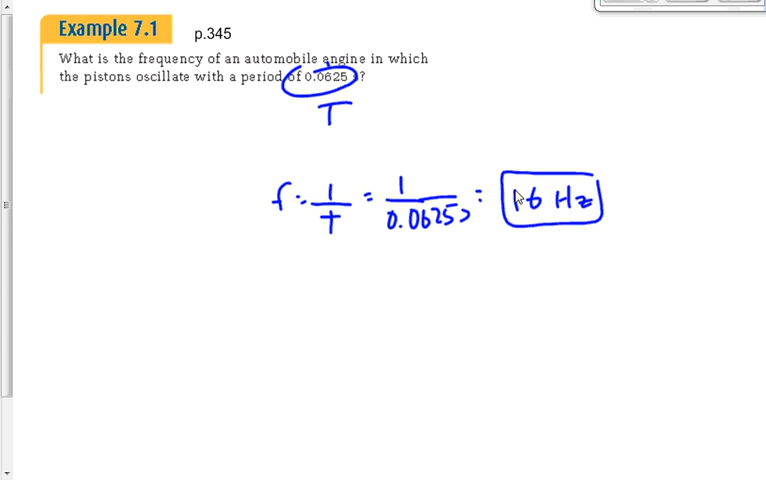 Example 7.1 p.345
What is the frequency of an automobile engine in which
the pistons oscillate with a period of 0.0625 s?
T
f = 1/T = 1/0.0625s = 16 Hz